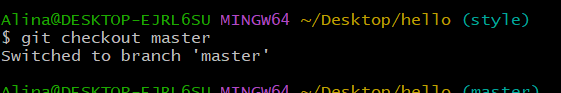 Alina@DESKTOP-EJRL6SU MINGW64 ~/Desktop/hello (style)
$ git checkout master
Switched to branch 'master'
Alina@DESKTOP-EJRL6SU MINGW64 ~/Desktop/hello (master)